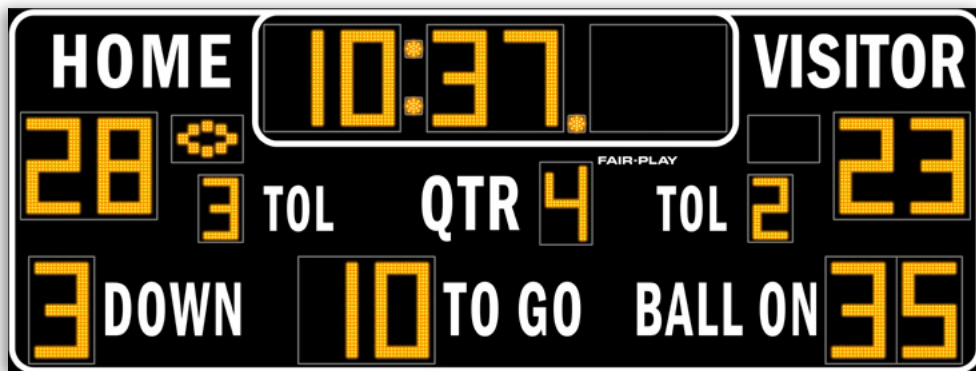 HOME 10:37. VISITOR
28 23
FAIR-PLAY
3 TOL QTR 4 TOL 2
3 DOWN 10 TO GO BALL ON 35